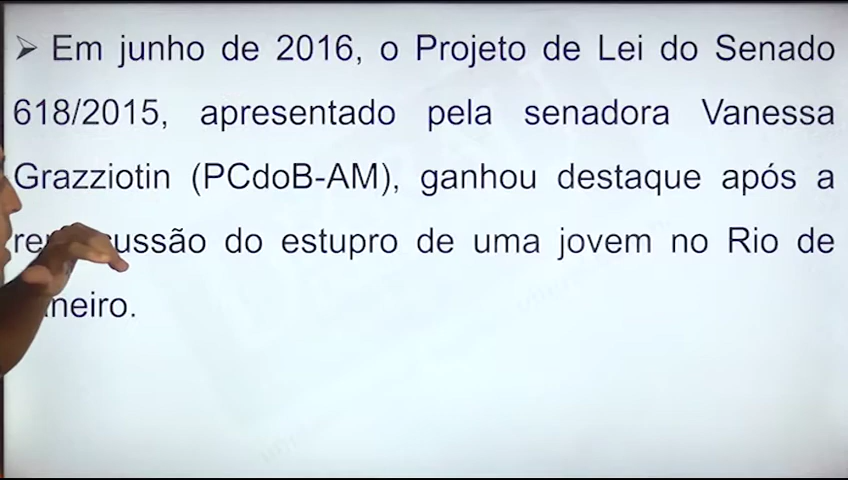 ➢ Em junho de 2016, o Projeto de Lei do Senado
618/2015, apresentado pela senadora Vanessa
Grazziotin (PCdoB-AM), ganhou destaque após a
do estupro de uma jovem no Rio de